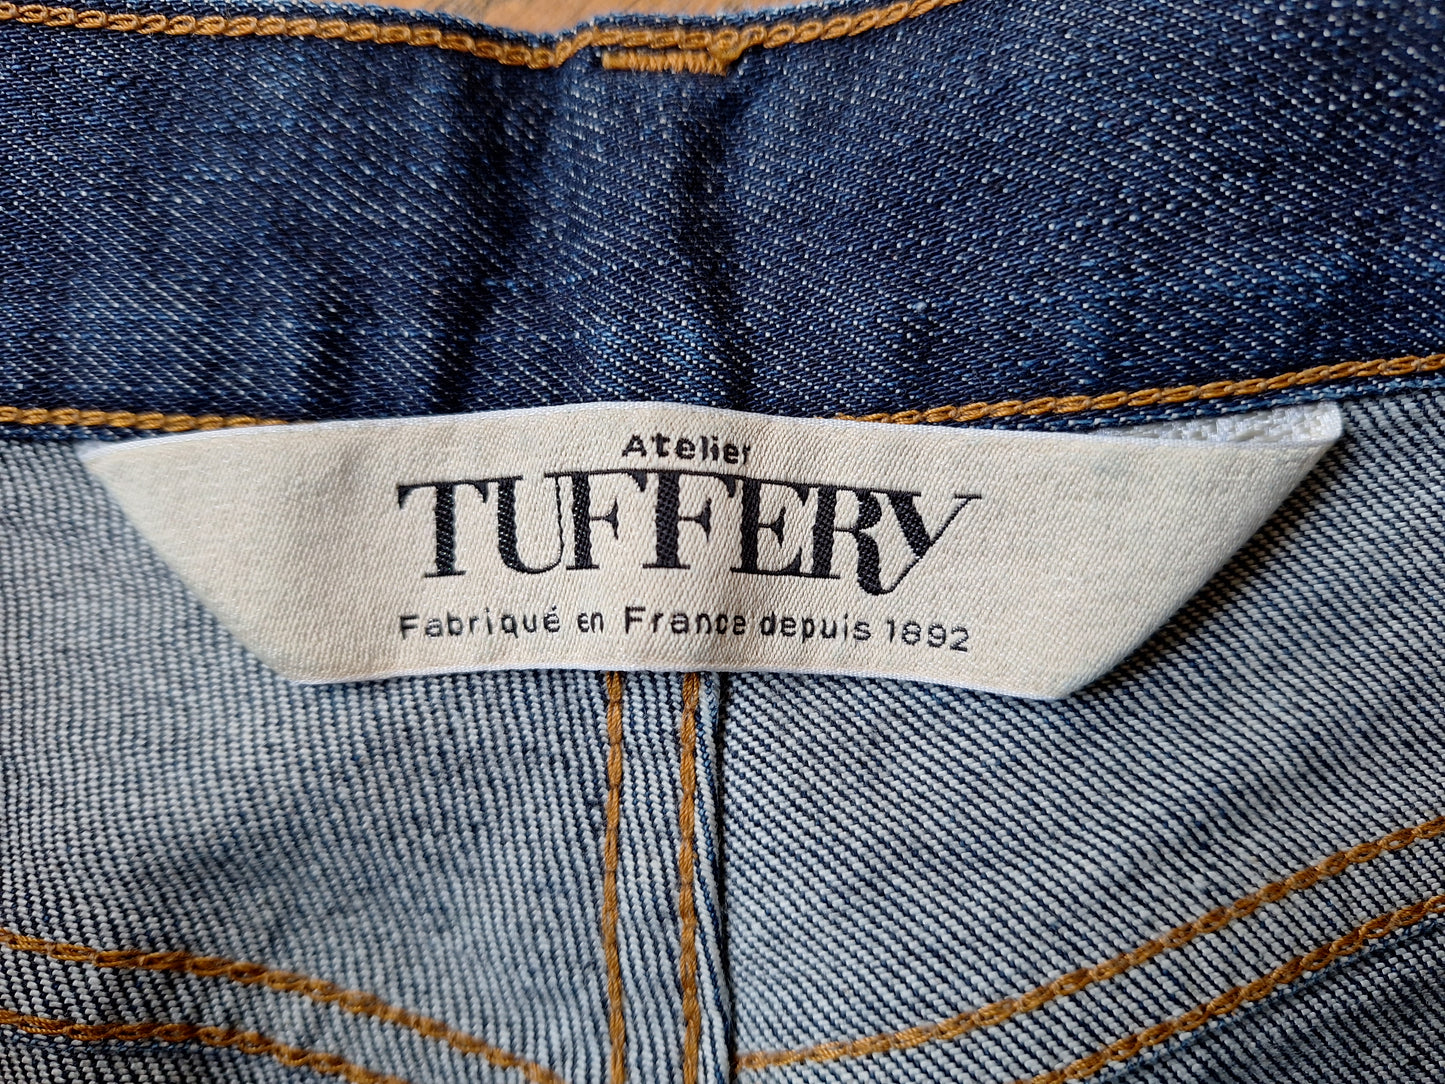 Atelier
TUFFERY
Fabriqué en France depuis 1892